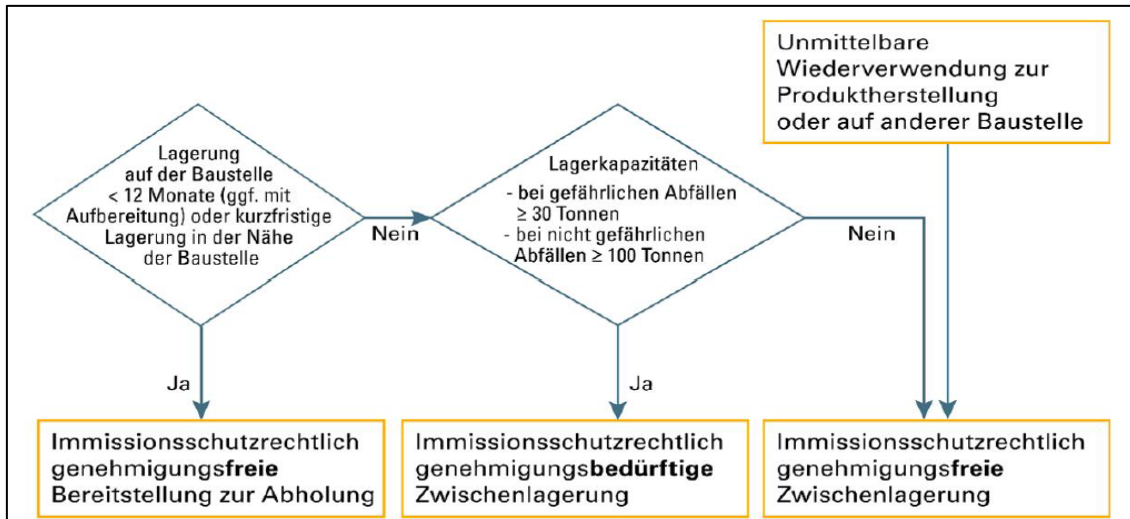 Unmittelbare
Wiederverwendung zur
Produktherstellung
oder auf anderer Baustelle
Lagerung
auf der Baustelle
< 12 Monate (ggf. mit
Aufbereitung) oder kurzfristige
Lagerung in der Nähe
der Baustelle
Nein
Lagerkapazitäten
- bei gefährlichen Abfällen
≥ 30 Tonnen
- bei nicht gefährlichen
Abfällen ≥ 100 Tonnen
Nein
Ja
Ja
Immissionsschutzrechtlich
genehmigungsfreie
Bereitstellung zur Abholung
Immissionsschutzrechtlich
genehmigungsbedürftige
Zwischenlagerung
Immissionsschutzrechtlich
genehmigungsfreie
Zwischenlagerung